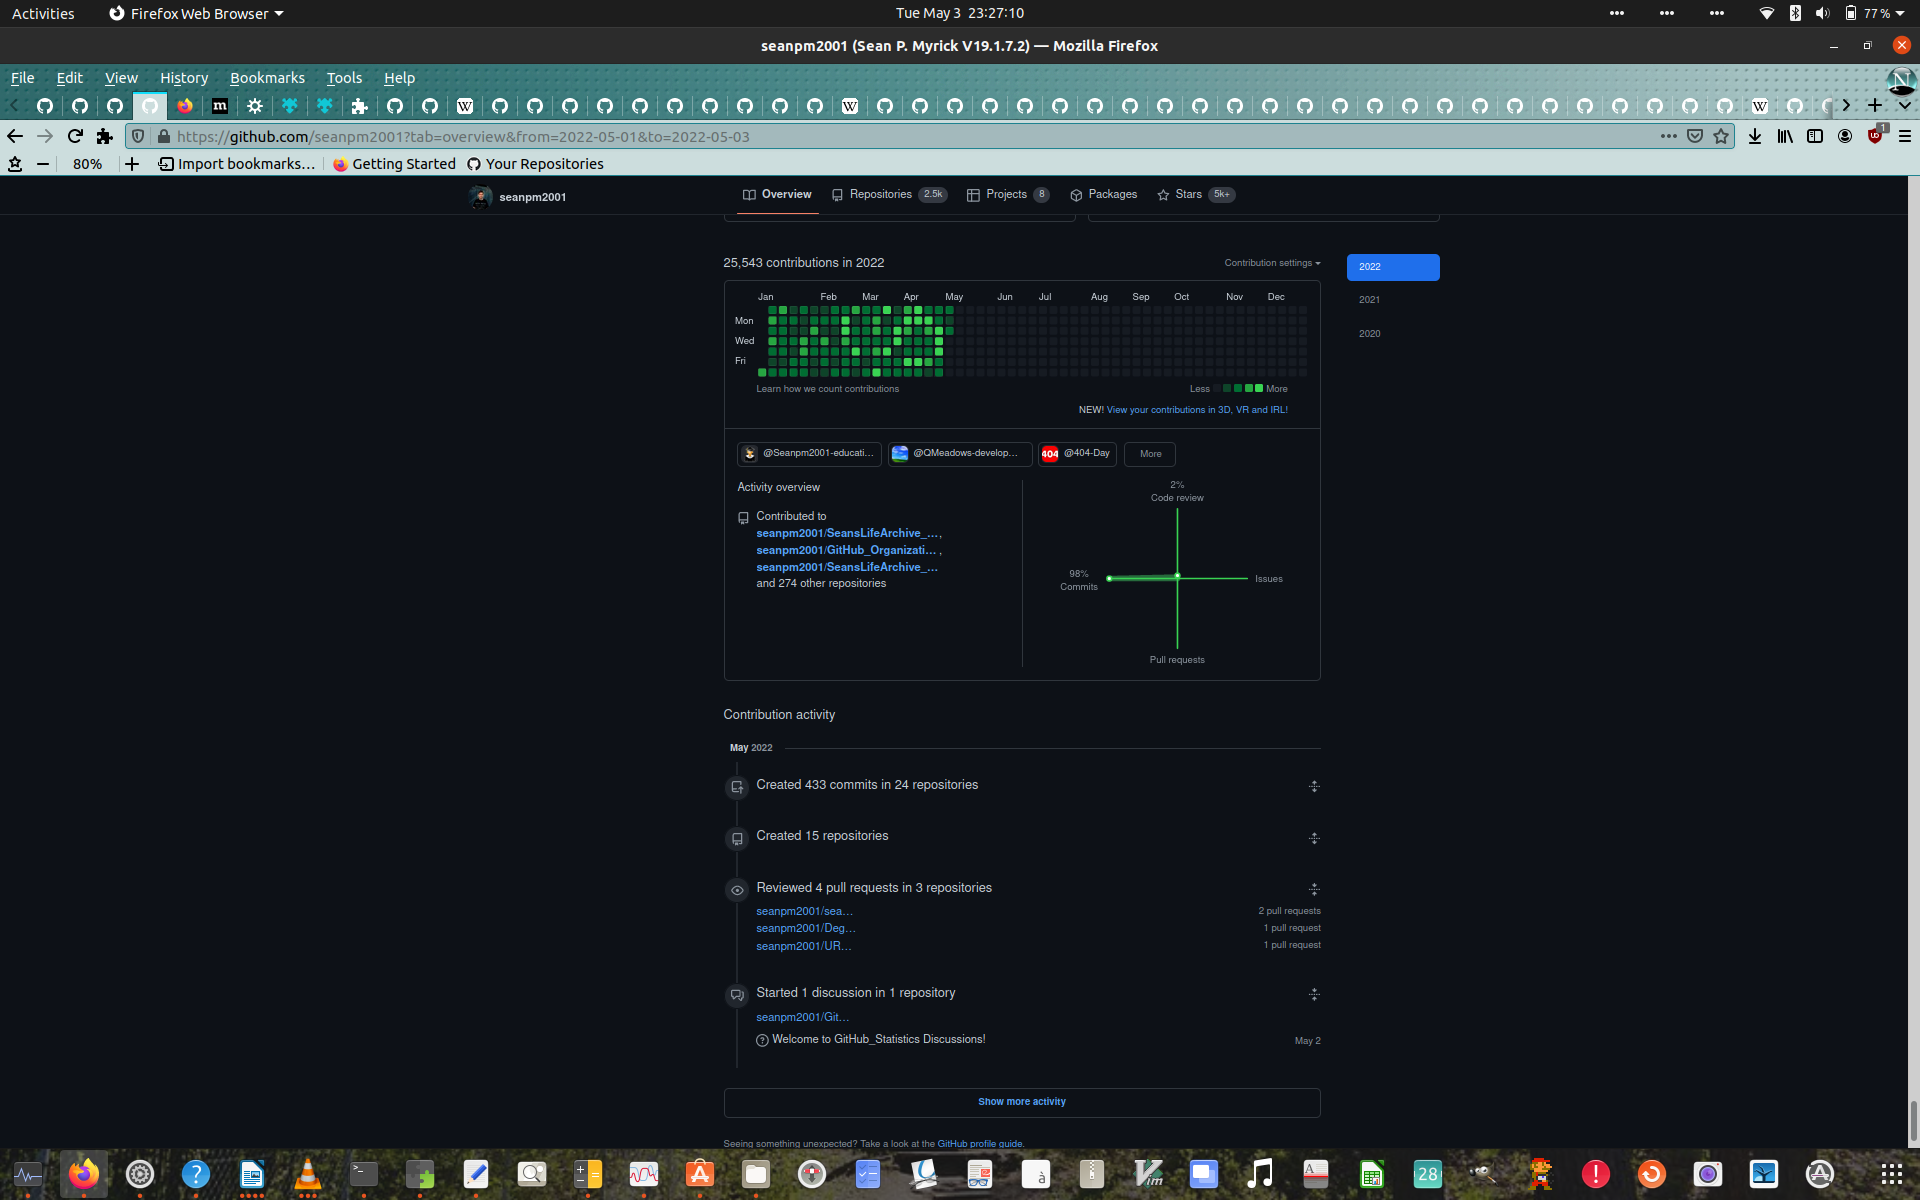 Activities
Firefox Web Browser
Tue May 3 23:27:10
77 %
seanpm2001 (Sean P. Myrick V19.1.7.2) — Mozilla Firefox
File Edit View History Bookmarks Tools Help
https://github.com/seanpm2001?tab=overview&from=2022-05-01&to=2022-05-03
1
80%
Import bookmarks…
Getting Started
Your Repositories
seanpm2001
Overview
Repositories 2.5k
Projects 8
Packages
Stars 5k+
25,543 contributions in 2022
Contribution settings
2022
2021
2020
Jan Feb Mar Apr May Jun Jul Aug Sep Oct Nov Dec
Mon
Wed
Fri
Learn how we count contributions
Less More
NEW! View your contributions in 3D, VR and IRL!
@Seanpm2001-educati…
@QMeadows-develop…
404 @404-Day
More
Activity overview
Contributed to
seanpm2001/SeansLifeArchive_…,
seanpm2001/GitHub_Organizati… ,
seanpm2001/SeansLifeArchive_…
and 274 other repositories
2%
Code review
98%
Commits
Issues
Pull requests
Contribution activity
May 2022
Created 433 commits in 24 repositories
Created 15 repositories
Reviewed 4 pull requests in 3 repositories
seanpm2001/sea… 2 pull requests
seanpm2001/Deg… 1 pull request
seanpm2001/UR… 1 pull request
Started 1 discussion in 1 repository
seanpm2001/Git…
Welcome to GitHub_Statistics Discussions! May 2
Show more activity
Seeing something unexpected? Take a look at the GitHub profile guide.
28